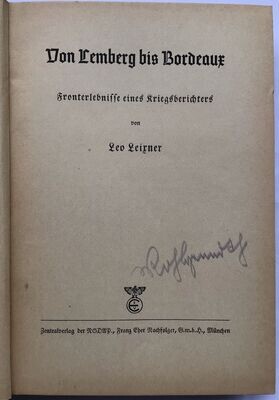 Von Lemberg bis Bordeaux
Fronterlebnisse eines Kriegsberichters
von
Leo Leixner
Zentralverlag der NSDAP., Franz Eher Nachfolger, G.m.b.H., München